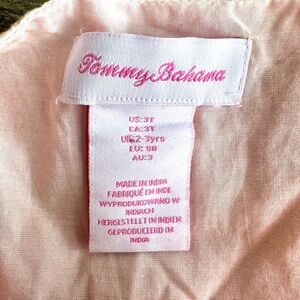 Tommy Bahama
US:3T
CA:3T
UK:2-3yrs
EU: 98
AU:3
MADE IN INDIA
FABRIQUÉ EN INDE
WYPRODUKOWANO W
INDIACH
HERGESTELLT IN INDIEN
GEPRODUCEERD IN
INDIA